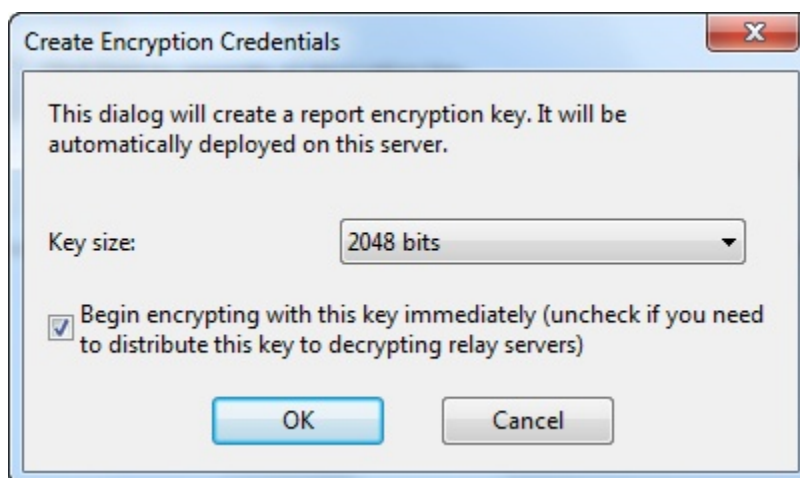 Create Encryption Credentials
This dialog will create a report encryption key. It will be
automatically deployed on this server.
Key size:
2048 bits
Begin encrypting with this key immediately (uncheck if you need
to distribute this key to decrypting relay servers)
OK
Cancel